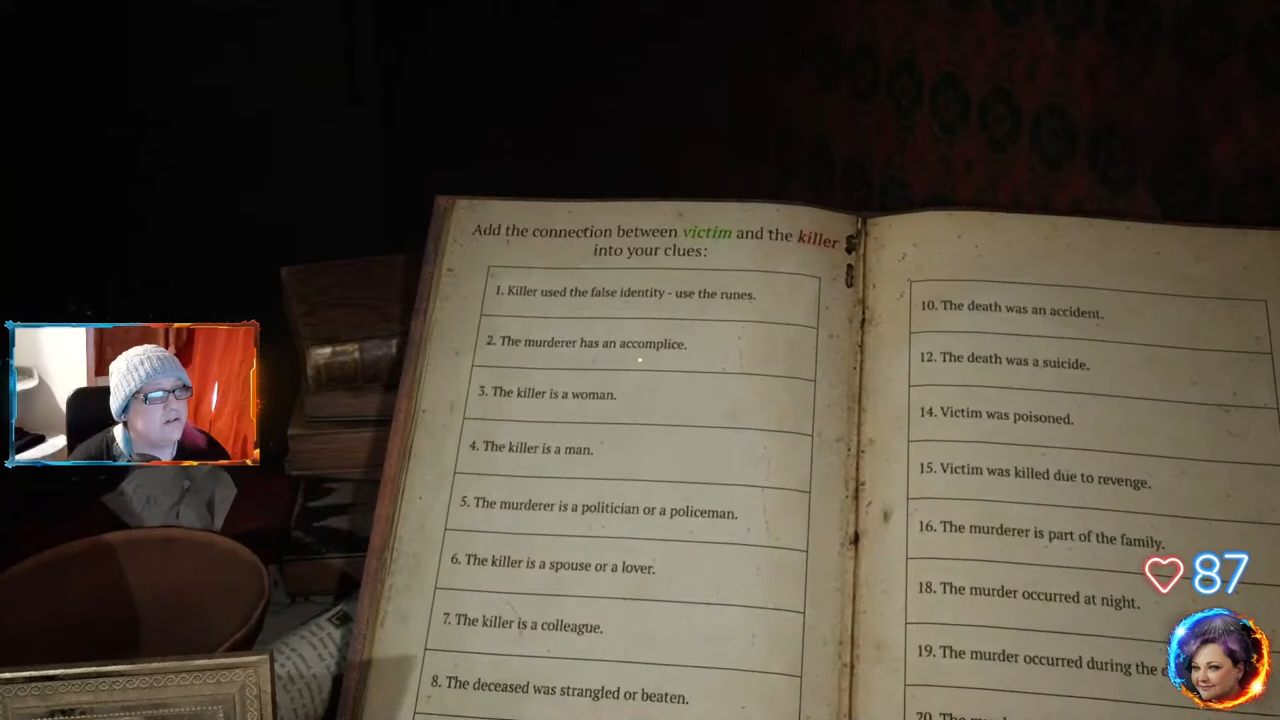 Add the connection between victim and the killer
into your clues:
1. Killer used the false identity - use the runes.
2. The murderer has an accomplice.
3. The killer is a woman.
4. The killer is a man.
5. The murderer is a politician or a policeman.
6. The killer is a spouse or a lover.
7. The killer is a colleague.
8. The deceased was strangled or beaten.
10. The death was an accident.
12. The death was a suicide.
14. Victim was poisoned.
15. Victim was killed due to revenge.
16. The murderer is part of the family.
18. The murder occurred at night.
19. The murder occurred during the
20. The
87